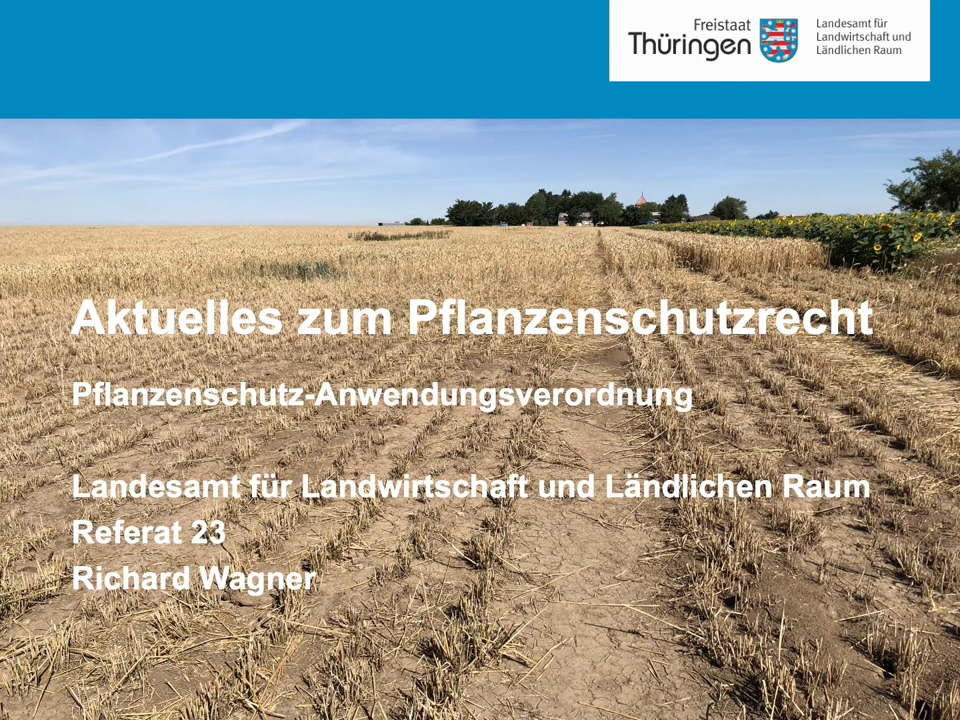 Freistaat
Thüringen
Landesamt für
Landwirtschaft und
Ländlichen Raum
Aktuelles zum Pflanzenschutzrecht
Pflanzenschutz-Anwendungsverordnung
Landesamt für Landwirtschaft und Ländlichen Raum
Referat 23
Richard Wagner